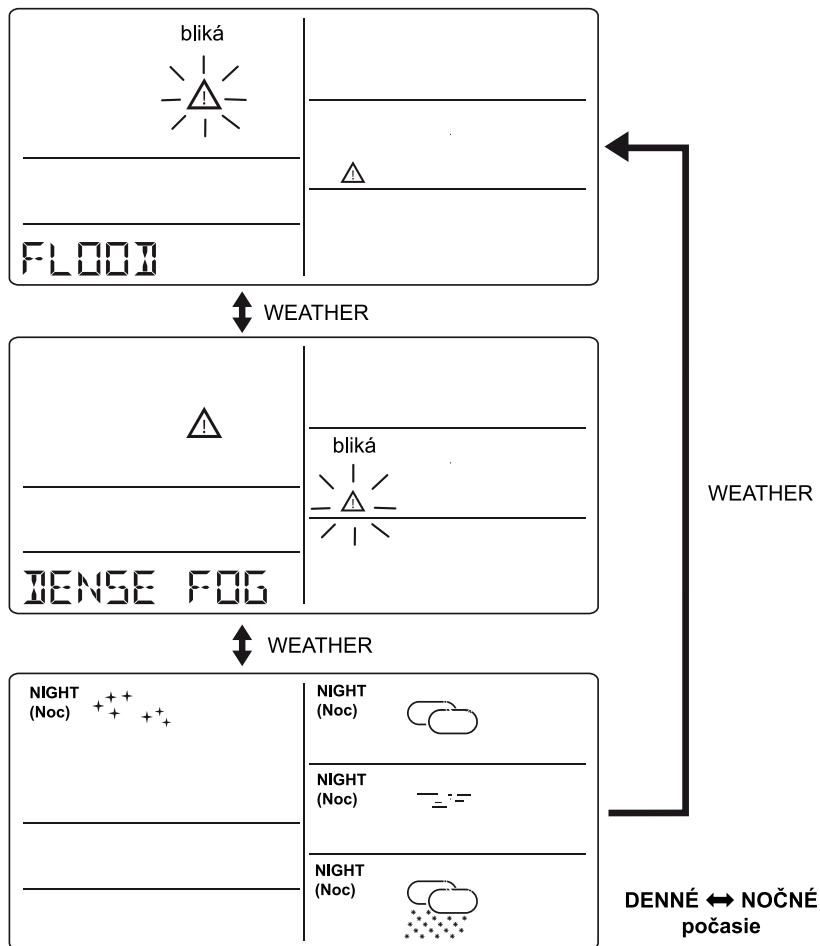 bliká
FLOOD
WEATHER
bliká
DENSE FOG
WEATHER
WEATHER
NIGHT
(Noc)
NIGHT
(Noc)
NIGHT
(Noc)
NIGHT
(Noc)
DENNÉ ⬌ NOČNÉ
počasie